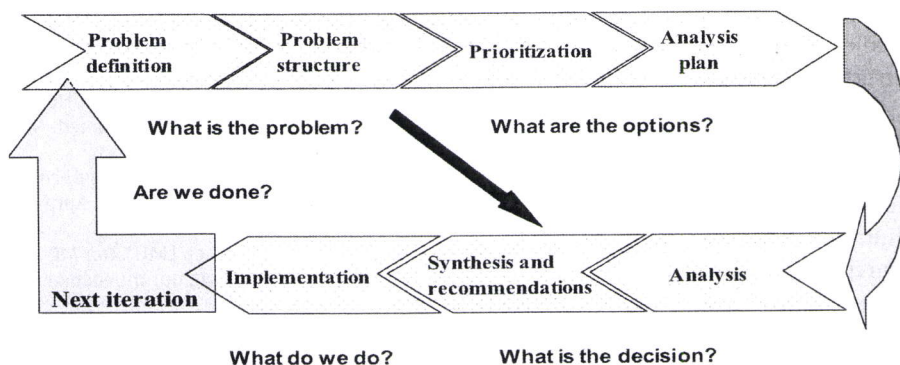 Problem
definition
Problem
structure
Prioritization
Analysis
plan
What is the problem?
What are the options?
Are we done?
Implementation
Synthesis and
recommendations
Analysis
Next iteration
What do we do?
What is the decision?